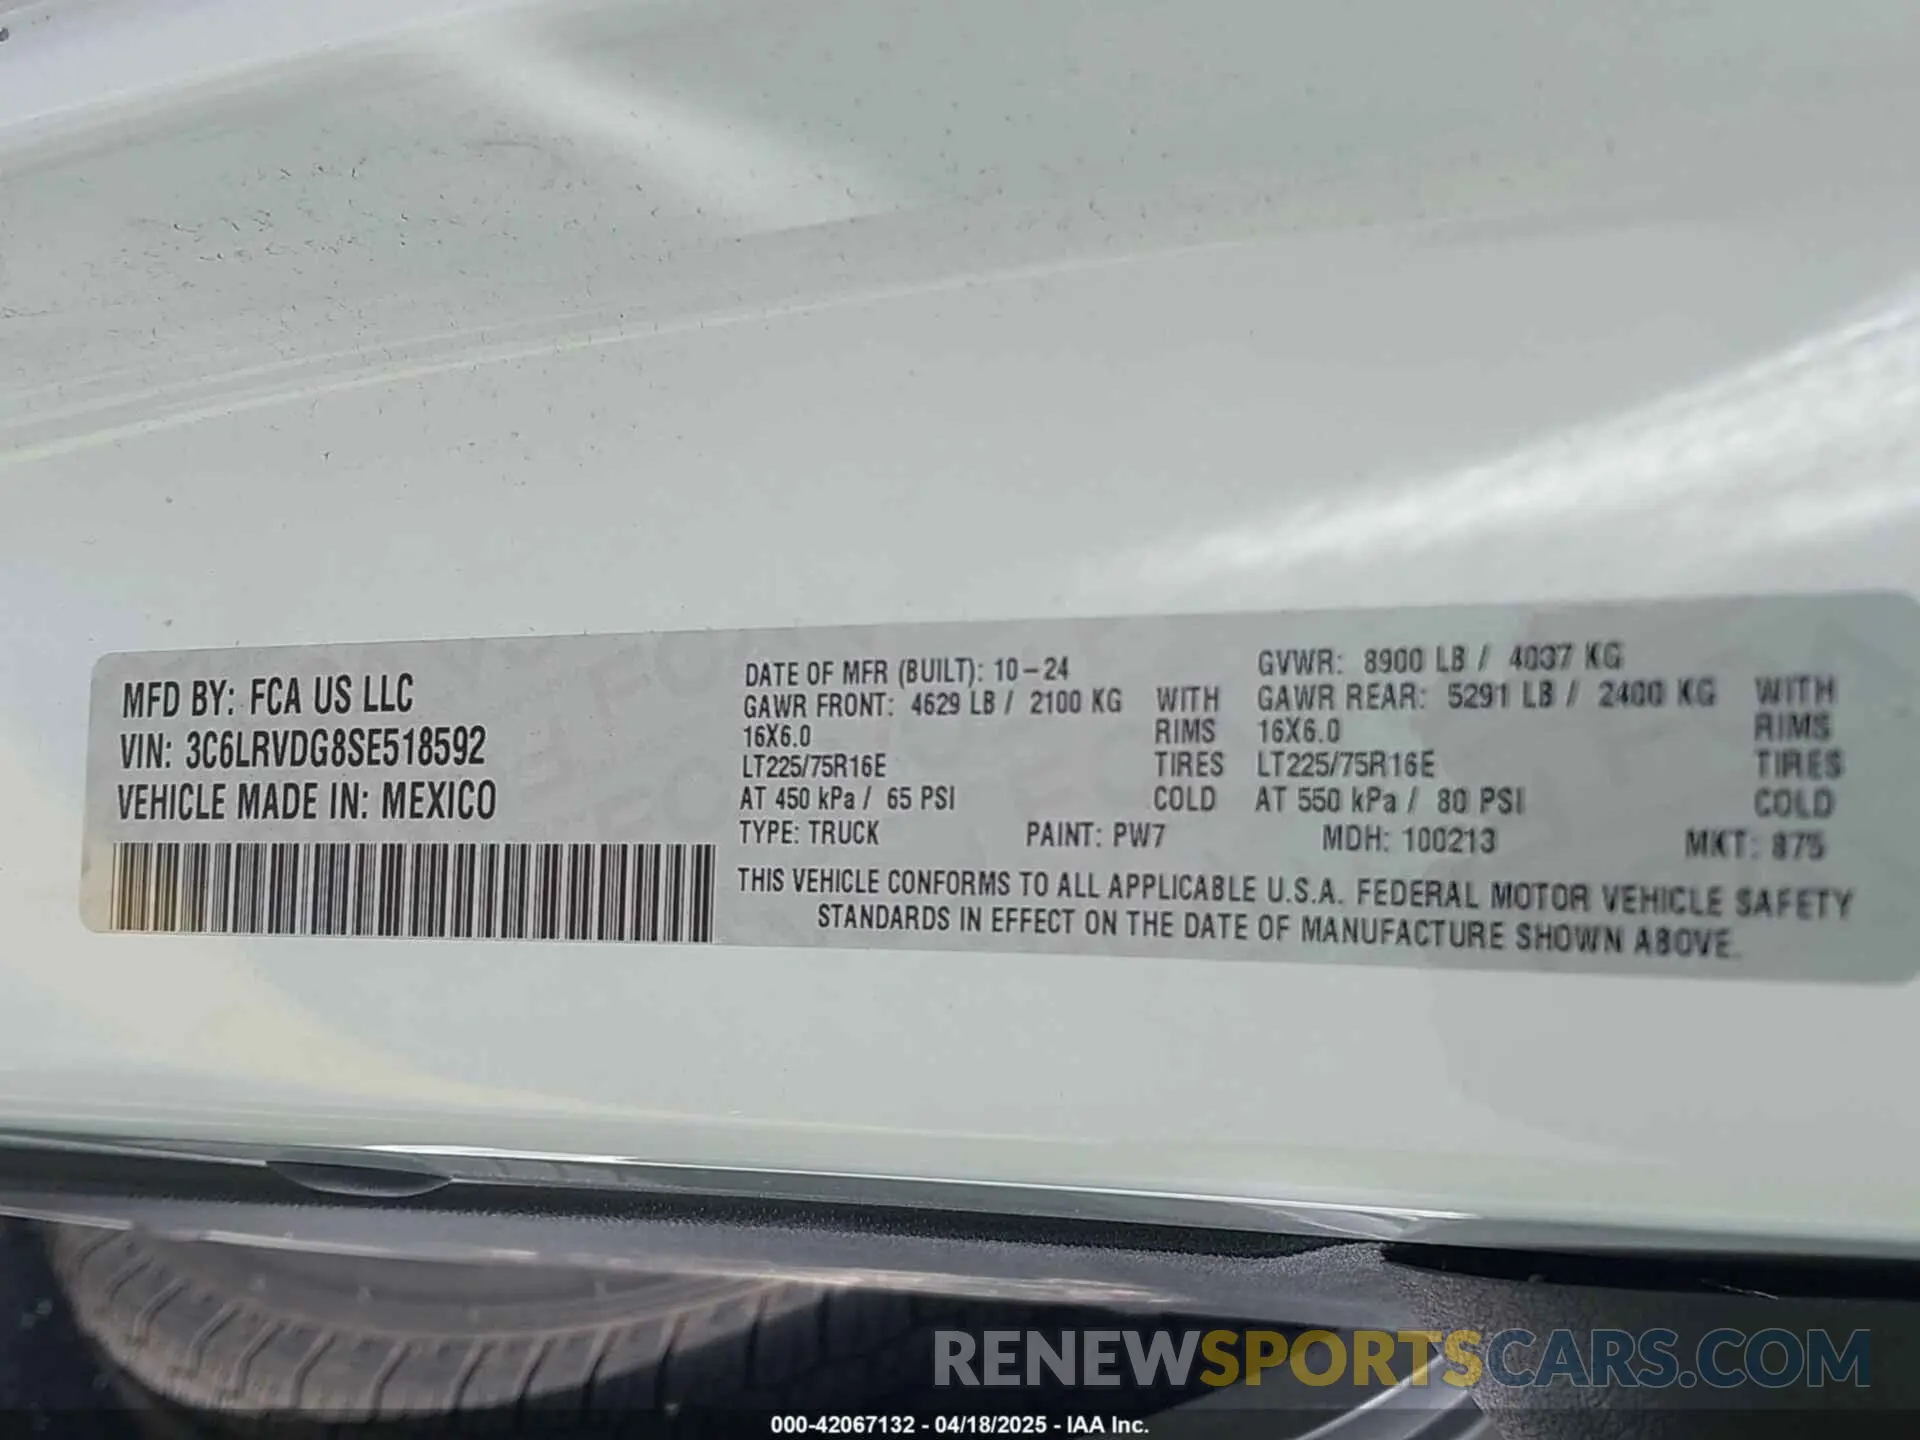 MFD BY: FCA US LLC
VIN: 3C6LRVDG8SE518592
VEHICLE MADE IN: MEXICO
DATE OF MFR (BUILT): 10-24 GVWR: 8900 LB / 4037 KG
GAWR FRONT: 4629 LB / 2100 KG WITH GAWR REAR: 5291 LB / 2400 KG WITH
16X6.0 RIMS 16X6.0 RIMS
LT225/75R16E TIRES LT225/75R16E TIRES
AT 450 kPa / 65 PSI COLD AT 550 kPa / 80 PSI COLD
TYPE: TRUCK PAINT: PW7 MDH: 100213 MKT: 875
THIS VEHICLE CONFORMS TO ALL APPLICABLE U.S.A. FEDERAL MOTOR VEHICLE SAFETY
STANDARDS IN EFFECT ON THE DATE OF MANUFACTURE SHOWN ABOVE.
RENEWSPORTSCARS.COM
000-42067132 - 04/18/2025 - IAA Inc.